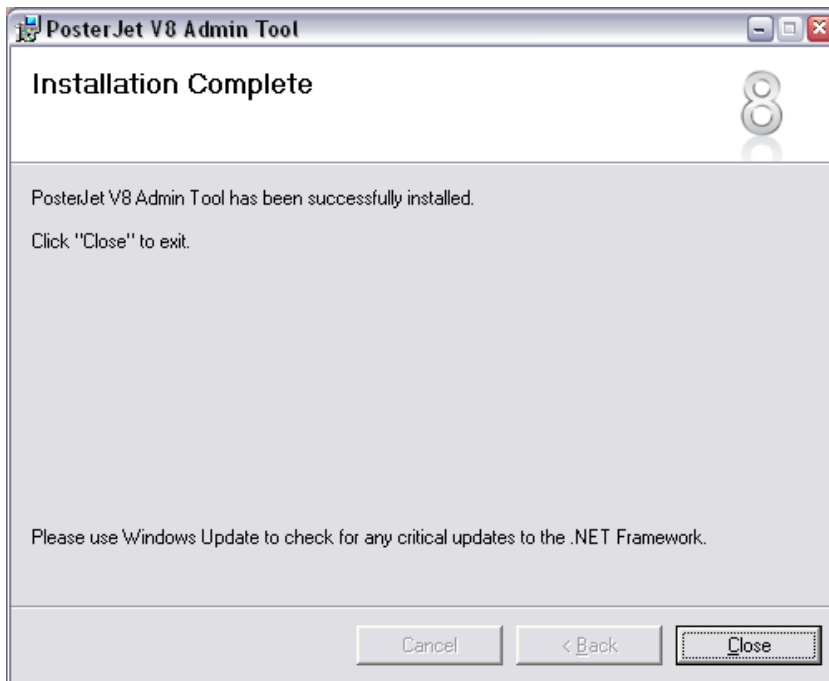 PosterJet V8 Admin Tool
Installation Complete
8
PosterJet V8 Admin Tool has been successfully installed.
Click "Close" to exit.
Please use Windows Update to check for any critical updates to the .NET Framework.
Cancel
< Back
Close